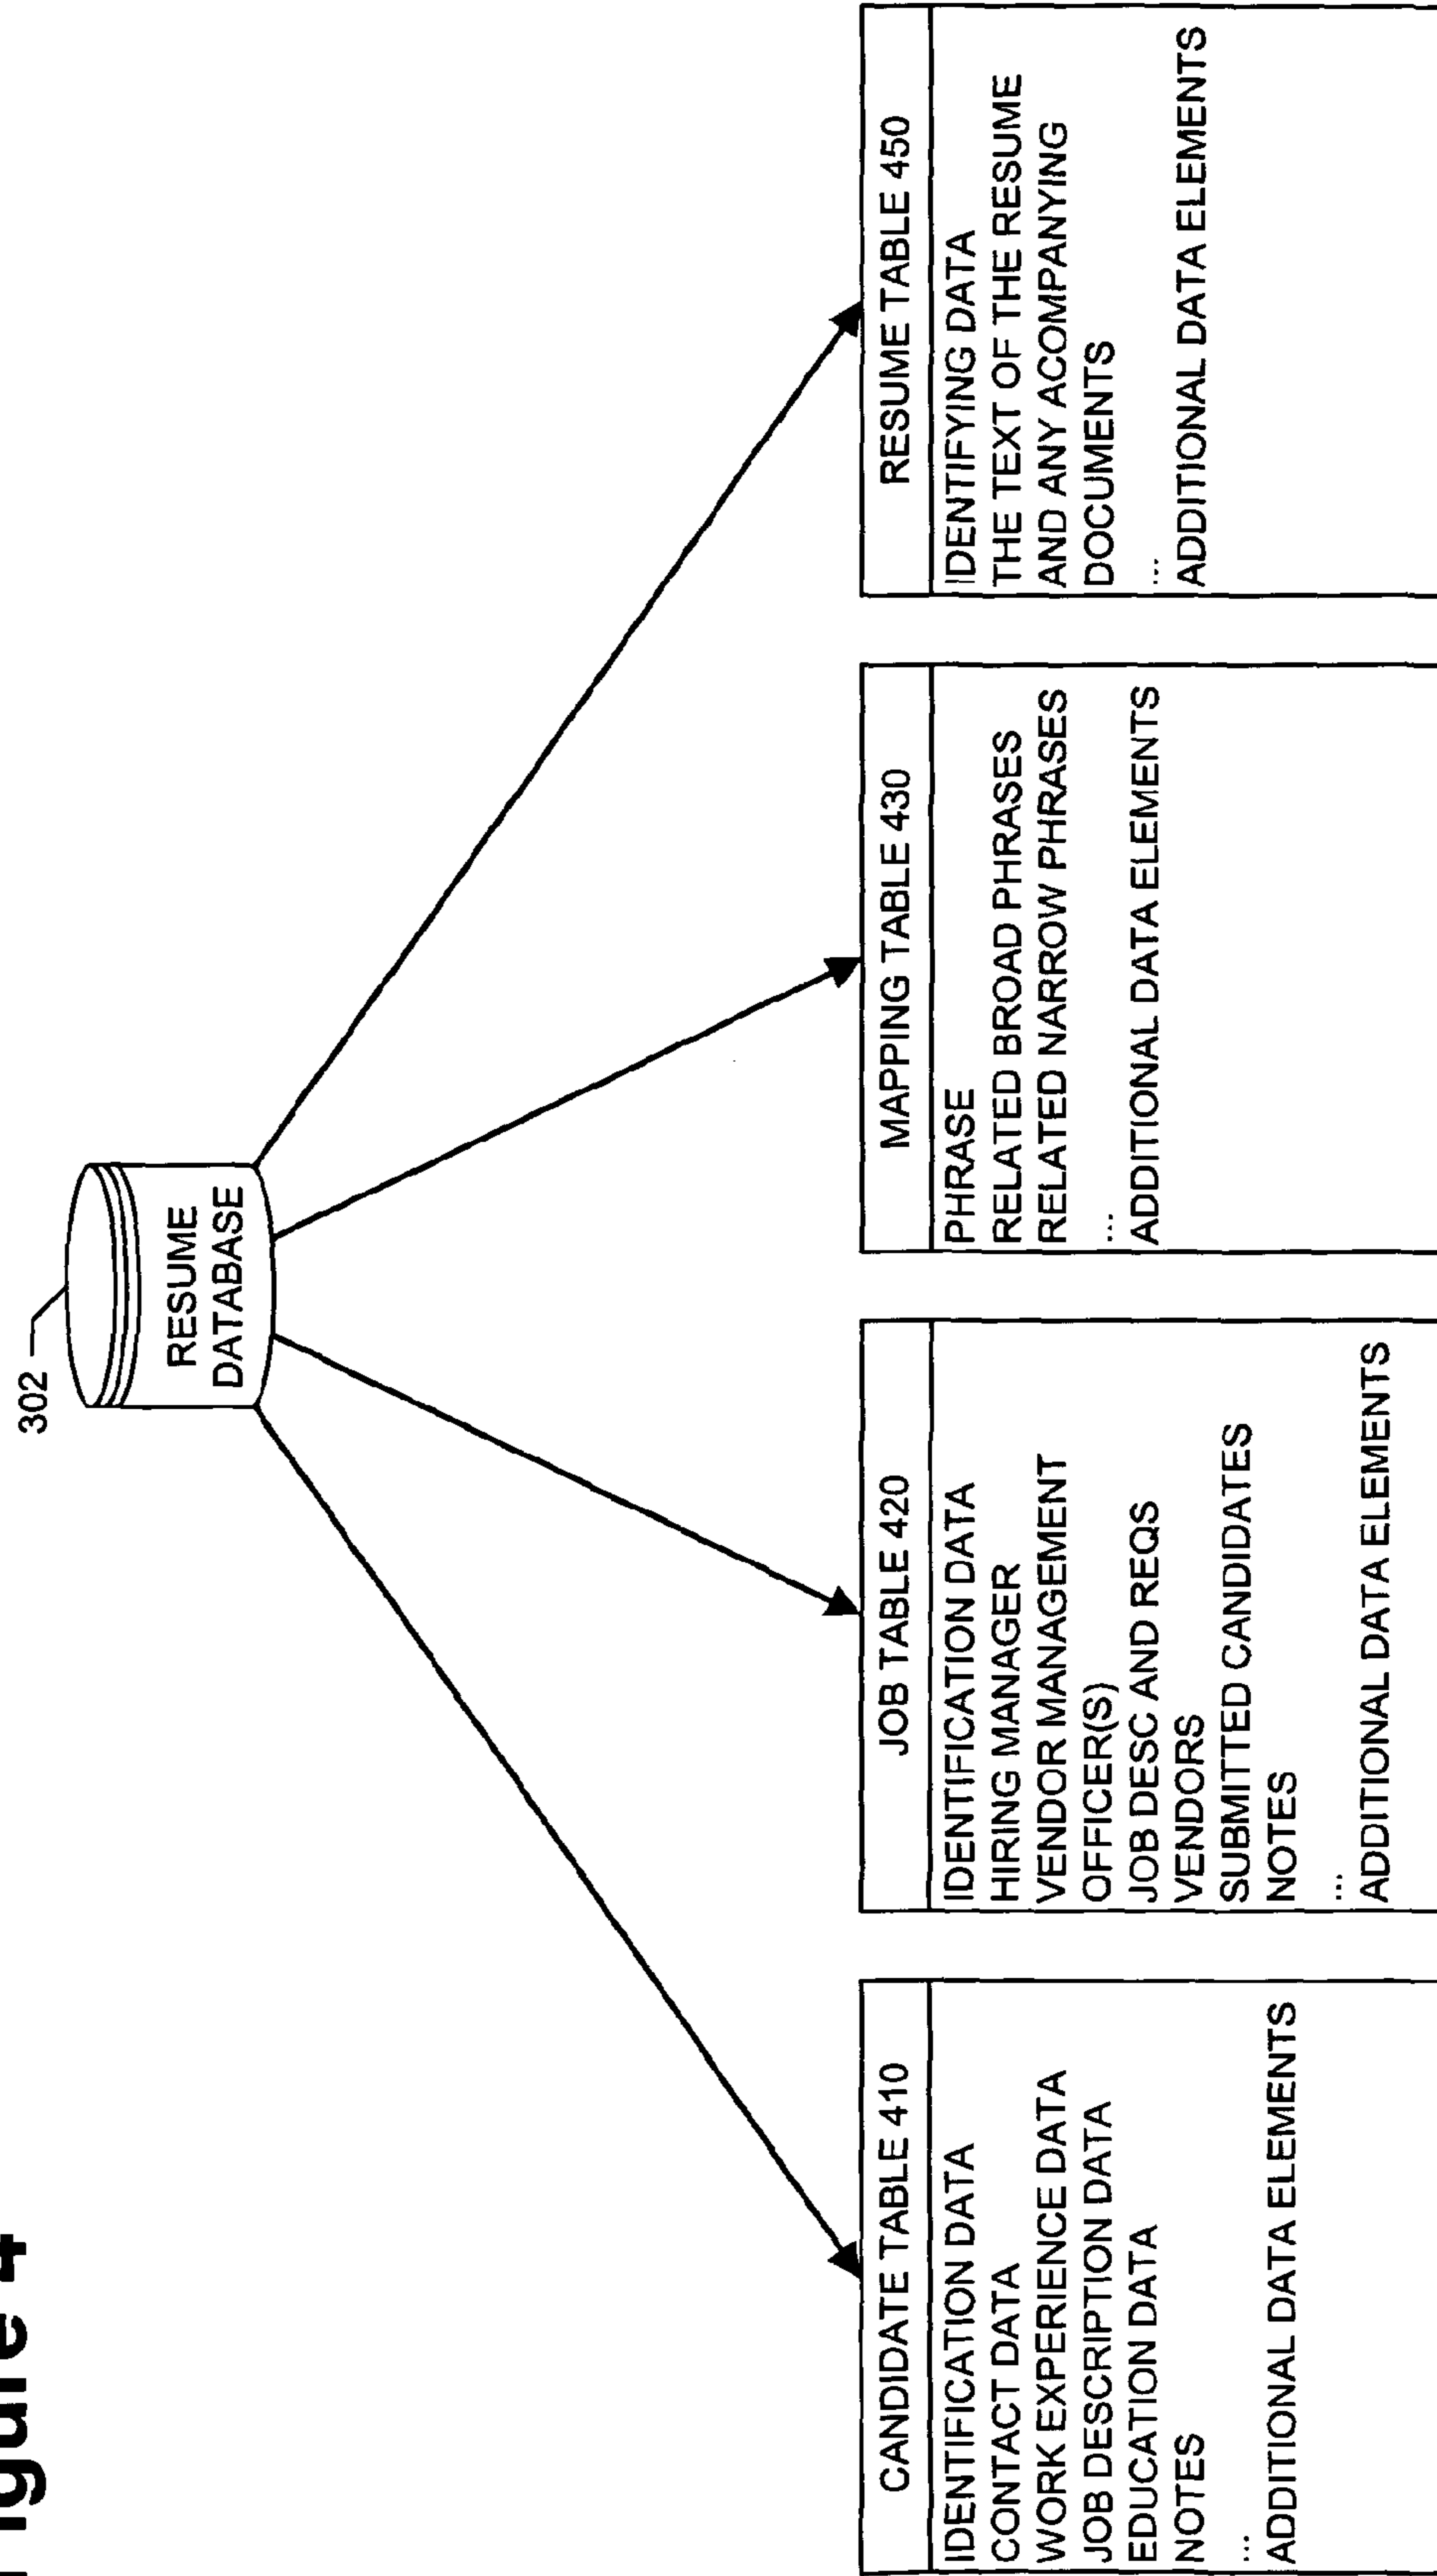 Figure 4
302
RESUME
DATABASE
CANDIDATE TABLE 410
IDENTIFICATION DATA
CONTACT DATA
WORK EXPERIENCE DATA
JOB DESCRIPTION DATA
EDUCATION DATA
NOTES
...
ADDITIONAL DATA ELEMENTS
JOB TABLE 420
IDENTIFICATION DATA
HIRING MANAGER
VENDOR MANAGEMENT
OFFICER(S)
JOB DESC AND REQS
VENDORS
SUBMITTED CANDIDATES
NOTES
...
ADDITIONAL DATA ELEMENTS
MAPPING TABLE 430
PHRASE
RELATED BROAD PHRASES
RELATED NARROW PHRASES
...
ADDITIONAL DATA ELEMENTS
RESUME TABLE 450
IDENTIFYING DATA
THE TEXT OF THE RESUME
AND ANY ACOMPANYING
DOCUMENTS
...
ADDITIONAL DATA ELEMENTS